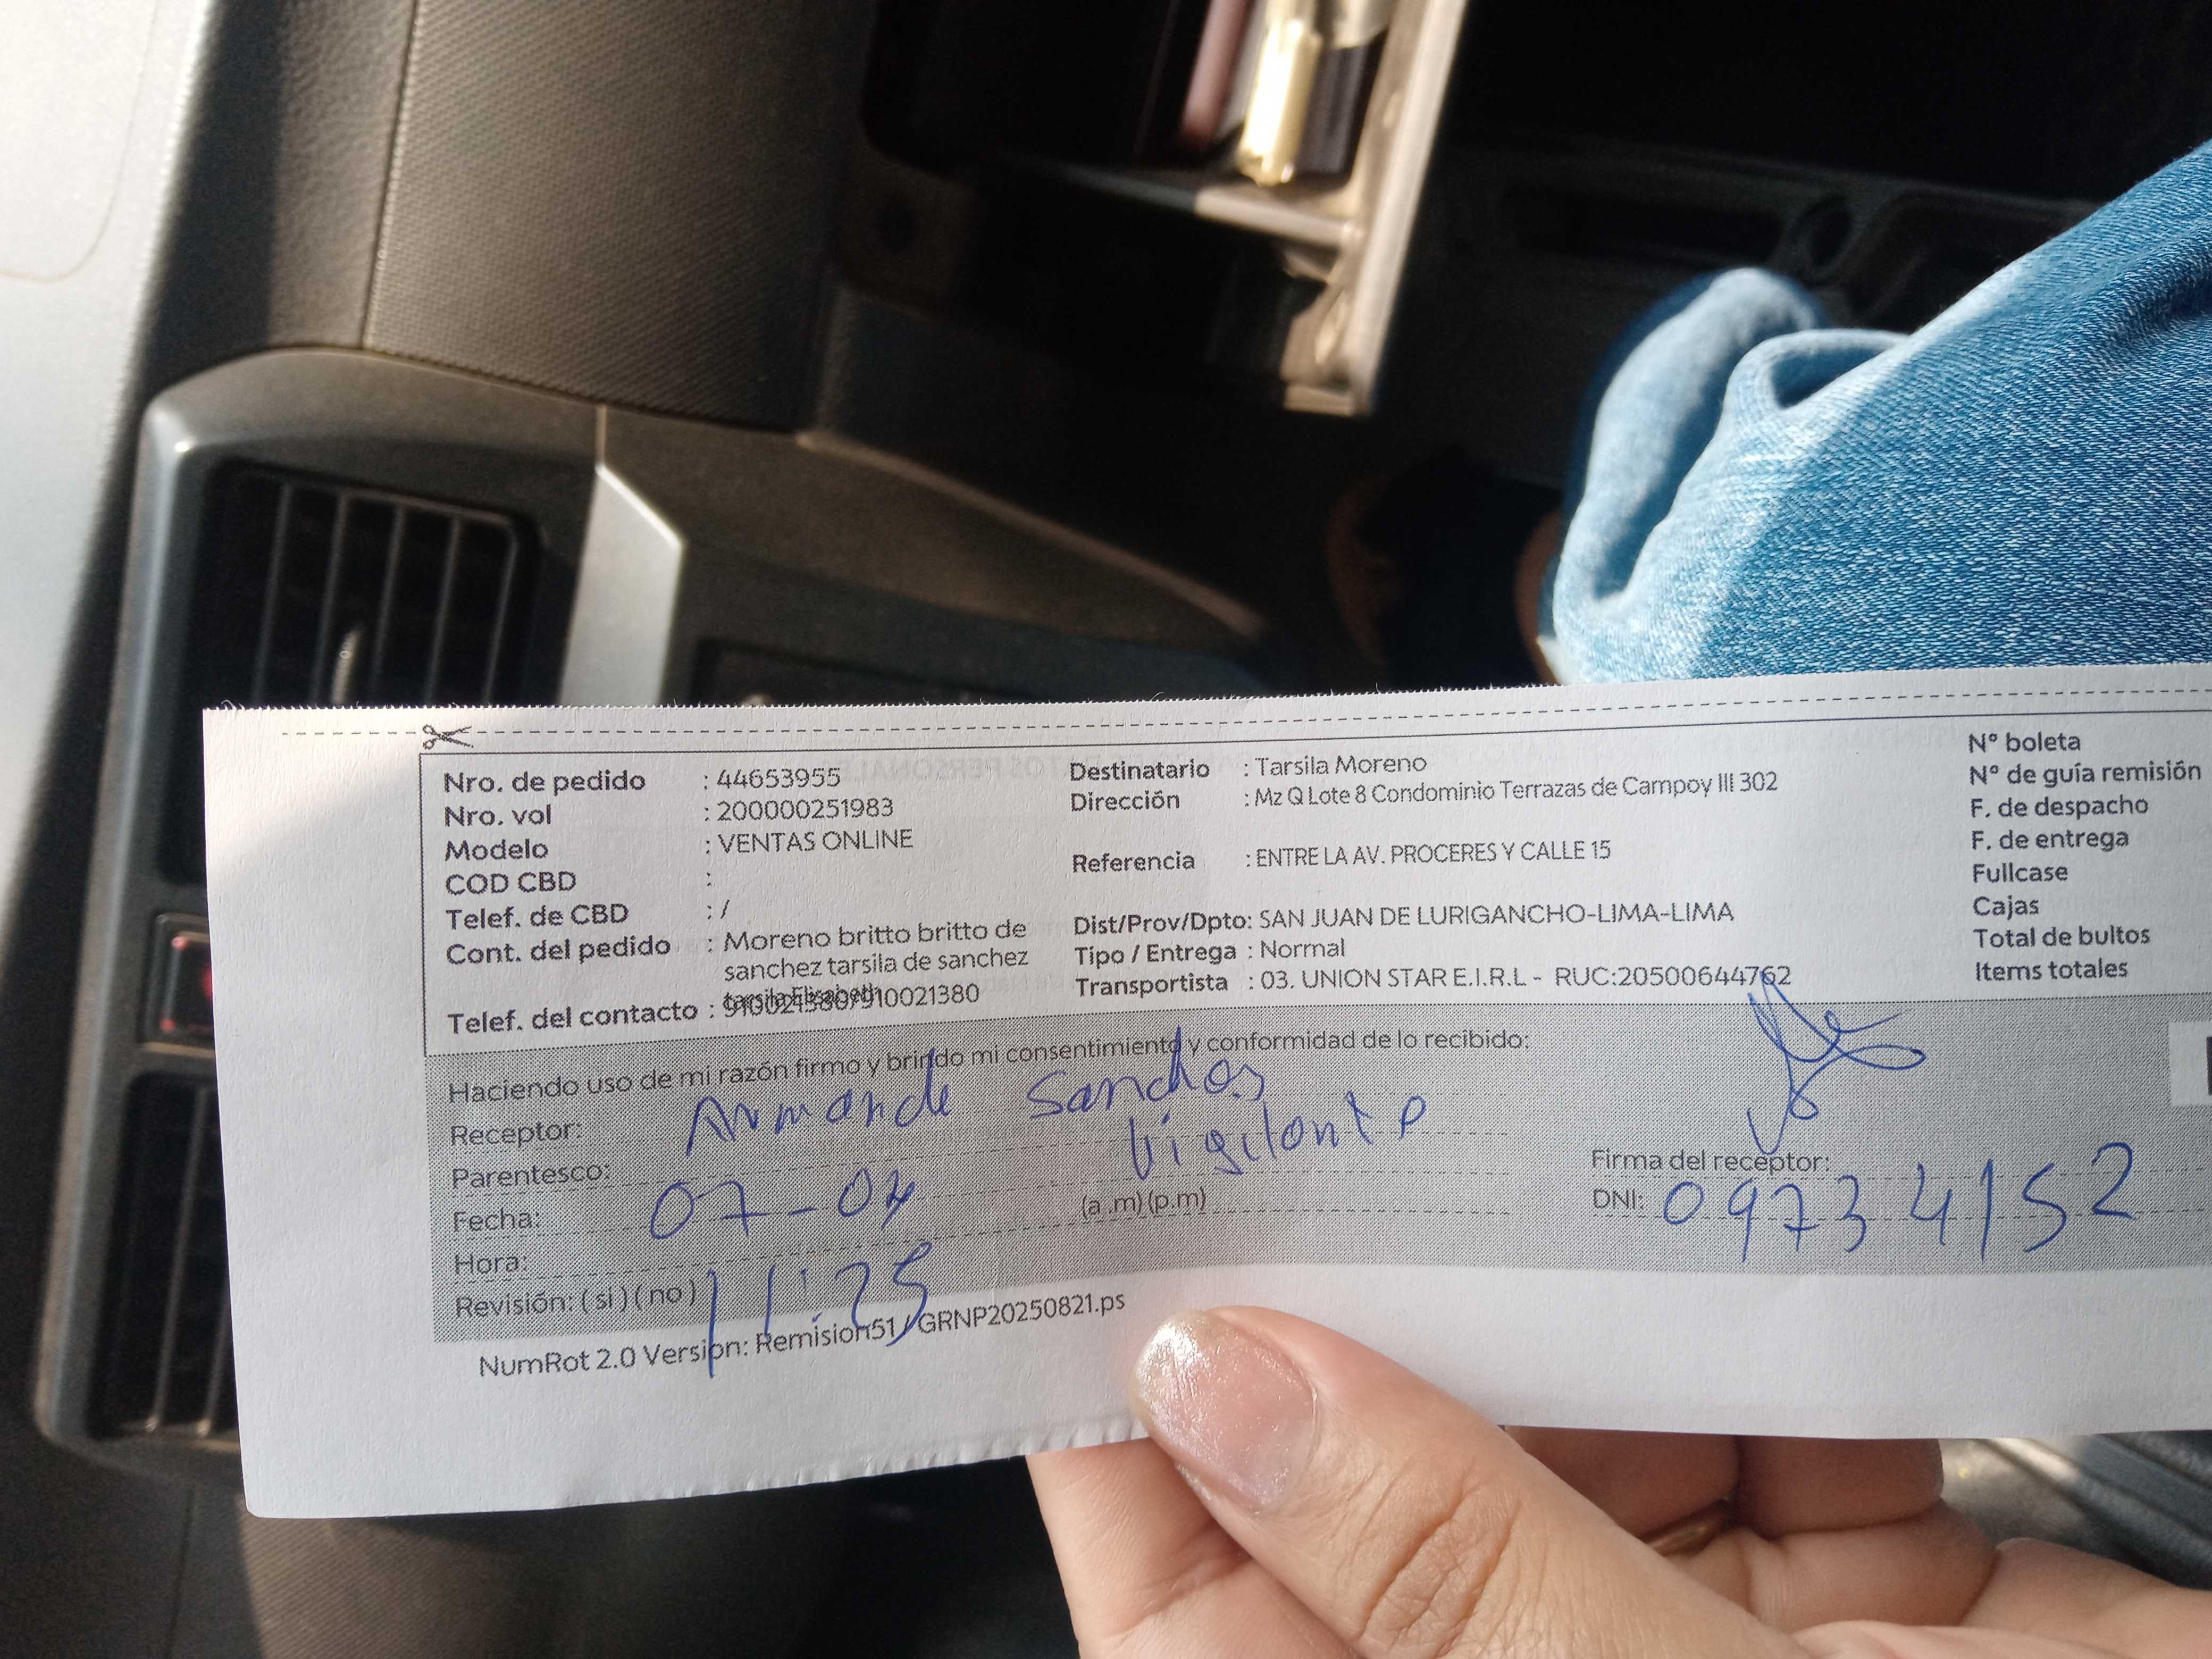 Nro. de pedido : 44653955
Nro. vol : 200000251983
Modelo : VENTAS ONLINE
COD CBD :
Telef. de CBD : /
Cont. del pedido : Moreno britto britto de
sanchez tarsila de sanchez
tarsila Elisabeth
Telef. del contacto : 910021380/910021380
Destinatario : Tarsila Moreno
Dirección : Mz Q Lote 8 Condominio Terrazas de Campoy III 302
Referencia : ENTRE LA AV. PROCERES Y CALLE 15
Dist/Prov/Dpto: SAN JUAN DE LURIGANCHO-LIMA-LIMA
Tipo / Entrega : Normal
Transportista : 03. UNION STAR E.I.R.L - RUC:20500644762
N° boleta
N° de guía remisión
F. de despacho
F. de entrega
Fullcase
Cajas
Total de bultos
Items totales
Haciendo uso de mi razón firmo y brindo mi consentimiento y conformidad de lo recibido:
Receptor: Armando Sanchos
Parentesco: Vigilante
Fecha: 07-04 (a .m) (p.m)
Hora: 11:25
Revisión: ( si ) ( no )
Firma del receptor:
DNI: 09734152
NumRot 2.0 Version: Remision51 / GRNP20250821.ps